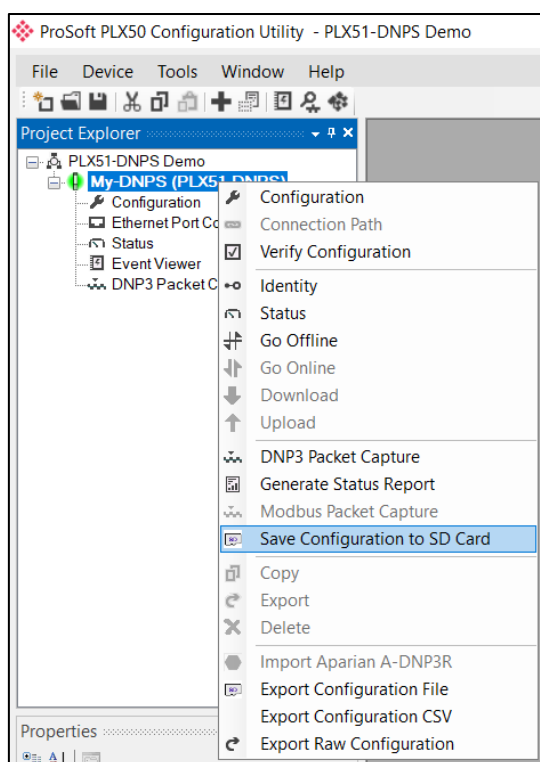 ProSoft PLX50 Configuration Utility - PLX51-DNPS Demo
File Device Tools Window Help
Project Explorer
PLX51-DNPS Demo
My-DNPS (PLX51-DNPS)
Configuration
Ethernet Port Co
Status
Event Viewer
DNP3 Packet C
Configuration
Connection Path
Verify Configuration
Identity
Status
Go Offline
Go Online
Download
Upload
DNP3 Packet Capture
Generate Status Report
Modbus Packet Capture
Save Configuration to SD Card
Copy
Export
Delete
Import Aparian A-DNP3R
Export Configuration File
Export Configuration CSV
Export Raw Configuration
Properties